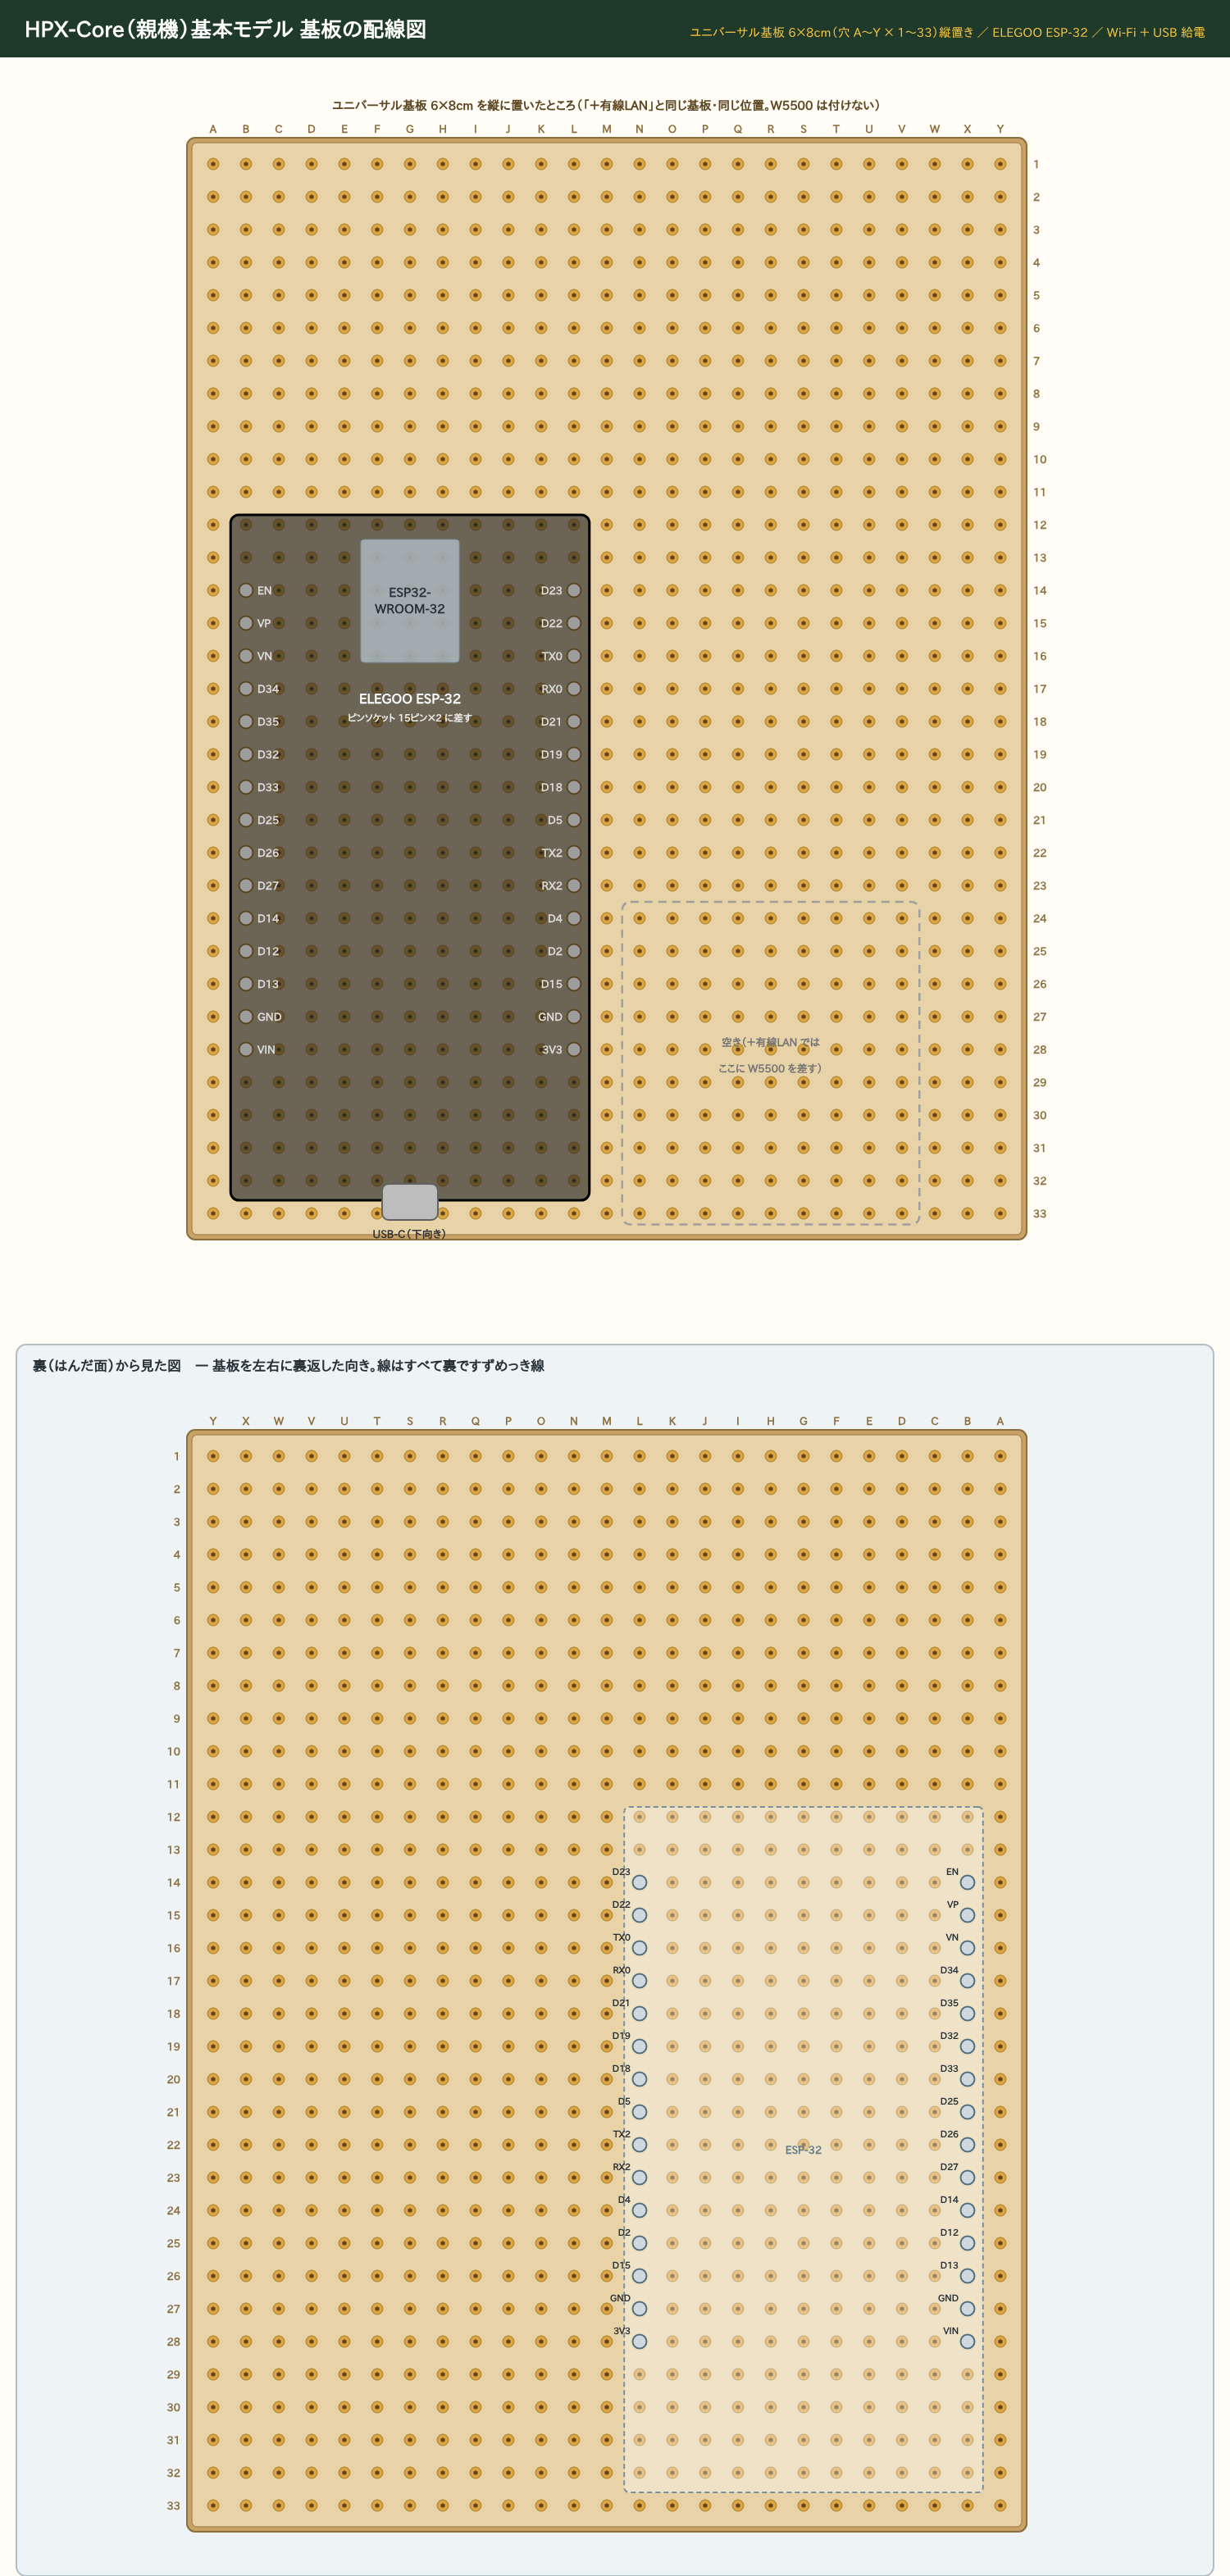 HPX-Core（親機）基本モデル 基板の配線図
ユニバーサル基板 6×8cm（穴 A〜Y × 1〜33）縦置き ／ ELEGOO ESP-32 ／ Wi-Fi ＋ USB 給電
ユニバーサル基板 6×8cm を縦に置いたところ（「＋有線LAN」と同じ基板・同じ位置。W5500 は付けない）
A B C D E F G H I J K L M N O P Q R S T U V W X Y
1
2
3
4
5
6
7
8
9
10
11
12
13
ESP32-
WROOM-32
EN D23 14
VP D22 15
VN TX0 16
D34 RX0 17
ELEGOO ESP-32
ピンソケット 15ピン×2 に差す
D35 D21 18
D32 D19 19
D33 D18 20
D25 D5 21
D26 TX2 22
D27 RX2 23
D14 D4 24
D12 D2 25
D13 D15 26
GND GND 27
空き（＋有線LAN では
VIN 3V3 28
ここに W5500 を差す）
29
30
31
32
33
USB-C（下向き）
裏（はんだ面）から見た図　— 基板を左右に裏返した向き。線はすべて裏ですずめっき線
Y X W V U T S R Q P O N M L K J I H G F E D C B A
1
2
3
4
5
6
7
8
9
10
11
12
13
14 D23 EN
15 D22 VP
16 TX0 VN
17 RX0 D34
18 D21 D35
19 D19 D32
20 D18 D33
21 D5 D25
22 TX2 D26
ESP-32
23 RX2 D27
24 D4 D14
25 D2 D12
26 D15 D13
27 GND GND
28 3V3 VIN
29
30
31
32
33